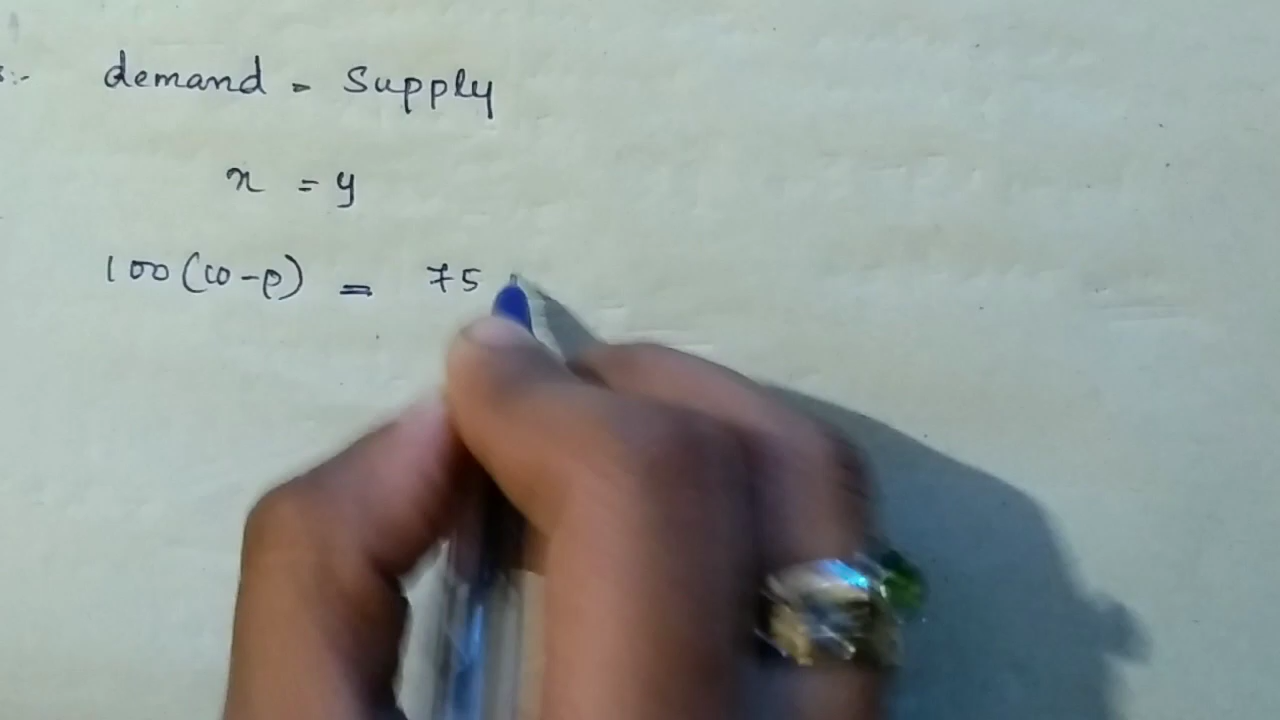 :- demand = Supply
x = y
100(10-p) = 75